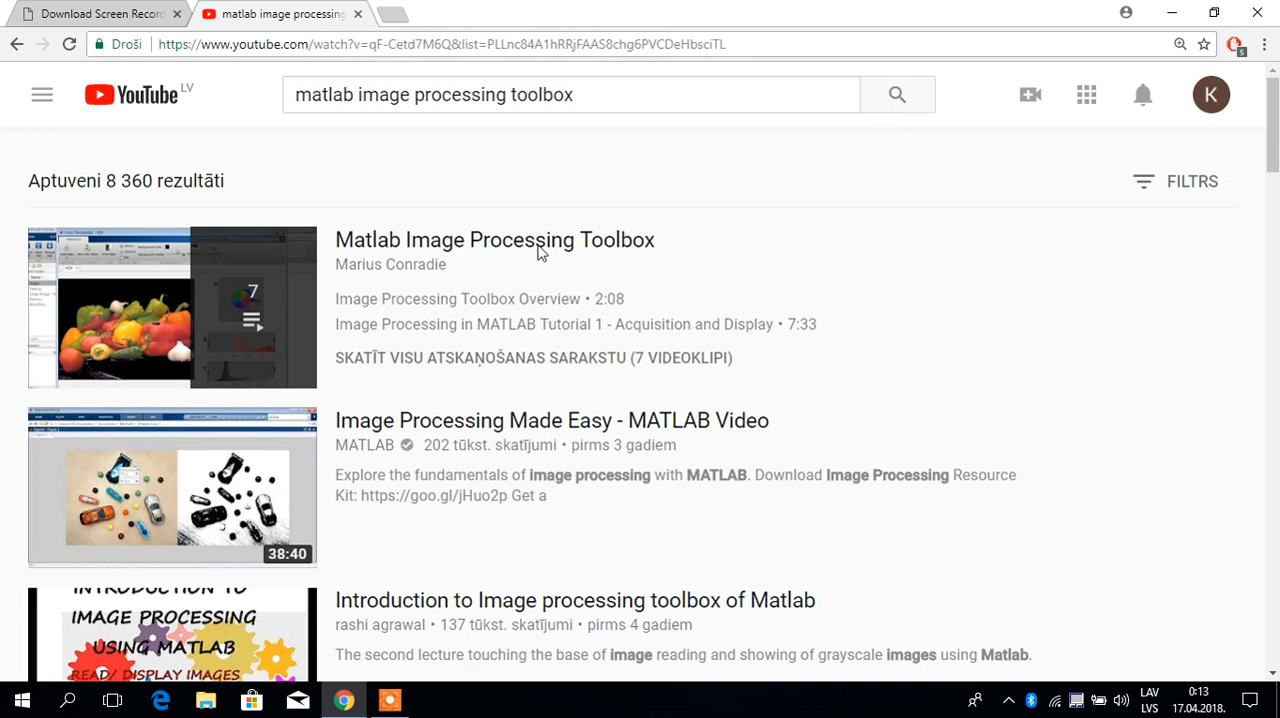 Download Screen Record
matlab image processing
Droši
https://www.youtube.com/watch?v=qF-Cetd7M6Q&list=PLLnc84A1hRRjFAAS8chg6PVCDeHbsciTL
5
YouTube LV
matlab image processing toolbox
K
Aptuveni 8 360 rezultāti
FILTRS
7
Matlab Image Processing Toolbox
Marius Conradie
Image Processing Toolbox Overview • 2:08
Image Processing in MATLAB Tutorial 1 - Acquisition and Display • 7:33
SKATĪT VISU ATSKAŅOŠANAS SARAKSTU (7 VIDEOKLIPI)
38:40
Image Processing Made Easy - MATLAB Video
MATLAB 202 tūkst. skatījumi • pirms 3 gadiem
Explore the fundamentals of image processing with MATLAB. Download Image Processing Resource
Kit: https://goo.gl/jHuo2p Get a
INTRODUCTION TO
IMAGE PROCESSING
USING MATLAB
READ/ DISPLAY IMAGES
Introduction to Image processing toolbox of Matlab
rashi agrawal • 137 tūkst. skatījumi • pirms 4 gadiem
The second lecture touching the base of image reading and showing of grayscale images using Matlab.
LAV
LVS
0:13
17.04.2018.